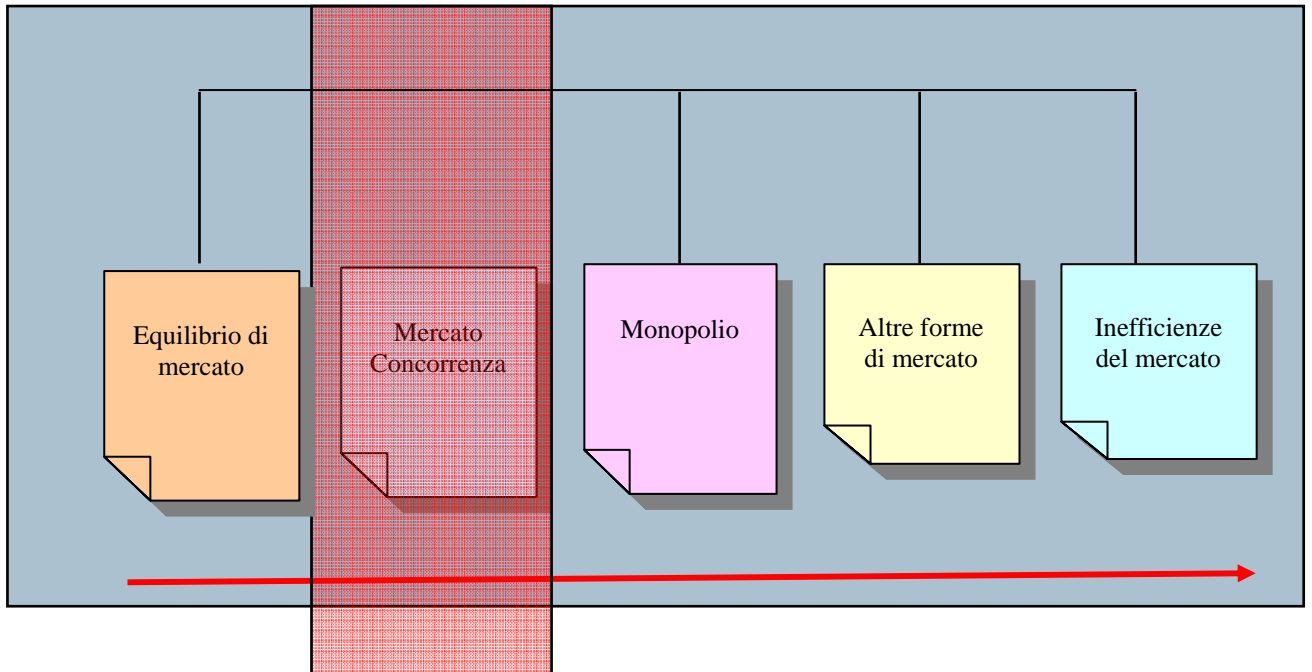 Equilibrio di
mercato
Mercato
Concorrenza
Monopolio
Altre forme
di mercato
Inefficienze
del mercato